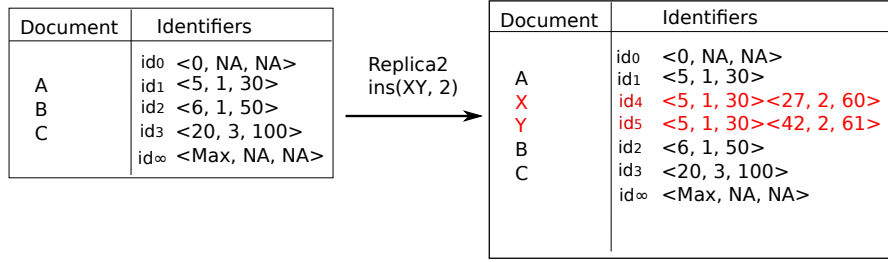 Document Identifiers
id0 <0, NA, NA>
A id1 <5, 1, 30>
B id2 <6, 1, 50>
C id3 <20, 3, 100>
id∞ <Max, NA, NA>
Replica2
ins(XY, 2)
Document Identifiers
id0 <0, NA, NA>
A id1 <5, 1, 30>
X id4 <5, 1, 30><27, 2, 60>
Y id5 <5, 1, 30><42, 2, 61>
B id2 <6, 1, 50>
C id3 <20, 3, 100>
id∞ <Max, NA, NA>